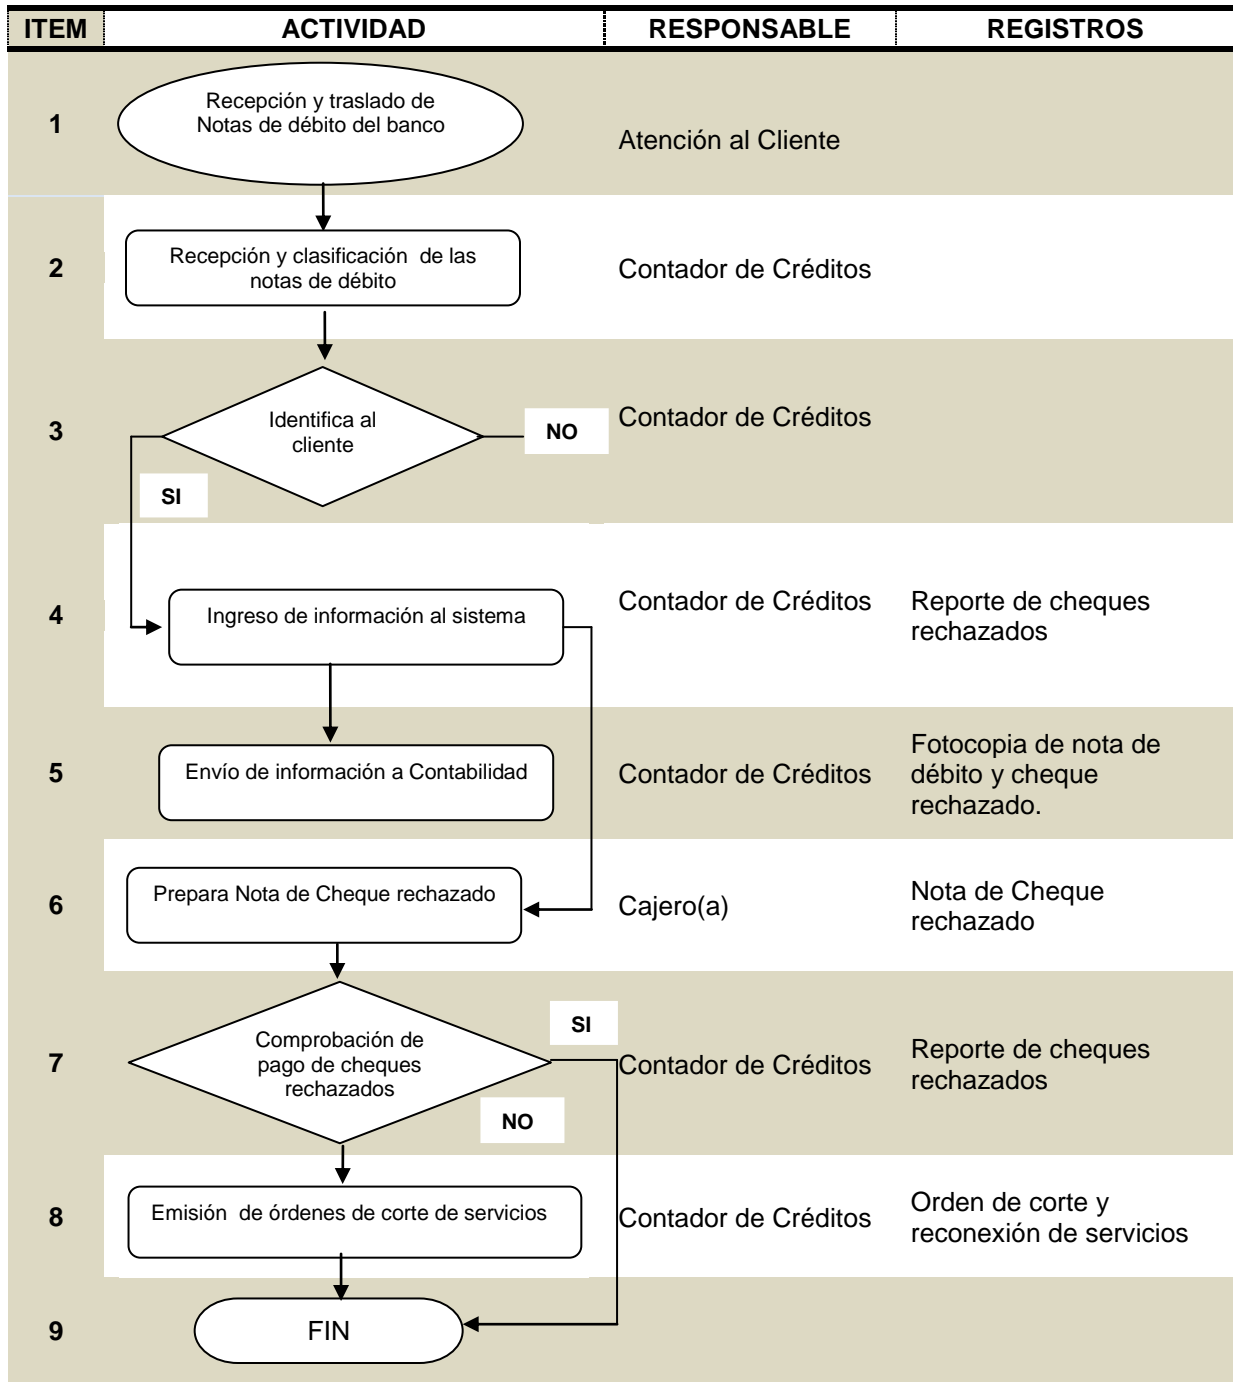 ITEM ACTIVIDAD RESPONSABLE REGISTROS
1
Recepción y traslado de
Notas de débito del banco
Atención al Cliente
2
Recepción y clasificación de las
notas de débito
Contador de Créditos
3
Identifica al
cliente
NO
SI
Contador de Créditos
4
Ingreso de información al sistema
Contador de Créditos
Reporte de cheques
rechazados
5
Envío de información a Contabilidad
Contador de Créditos
Fotocopia de nota de
débito y cheque
rechazado.
6
Prepara Nota de Cheque rechazado
Cajero(a)
Nota de Cheque
rechazado
7
Comprobación de
pago de cheques
rechazados
SI
NO
Contador de Créditos
Reporte de cheques
rechazados
8
Emisión de órdenes de corte de servicios
Contador de Créditos
Orden de corte y
reconexión de servicios
9
FIN